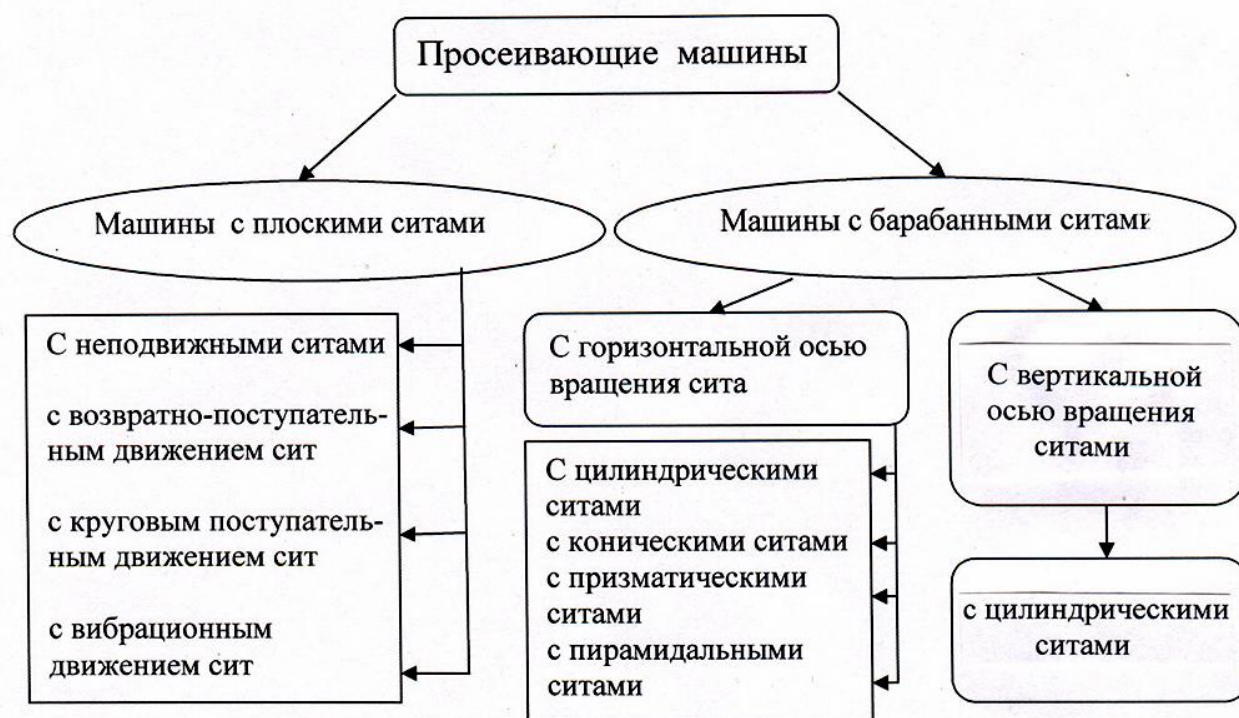 Просеивающие машины
Машины с плоскими ситами
Машины с барабанными ситами
С неподвижными ситами
с возвратно-поступатель-
ным движением сит
с круговым поступатель-
ным движением сит
с вибрационным
движением сит
С горизонтальной осью
вращения сита
С цилиндрическими
ситами
с коническими ситами
с призматическими
ситами
с пирамидальными
ситами
С вертикальной
осью вращения
ситами
с цилиндрическими
ситами